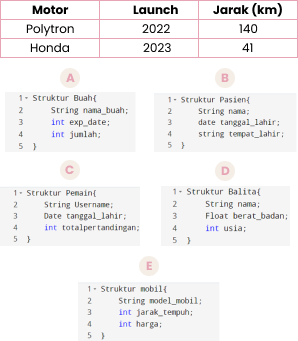 Motor Launch Jarak (km)
Polytron 2022 140
Honda 2023 41
A
1 - Struktur Buah{
2 String nama_buah;
3 int exp_date;
4 int jumlah;
5 }
B
1 - Struktur Pasien{
2 String nama;
3 date tanggal_lahir;
4 string tempat_lahir;
5 }
C
1 - Struktur Pemain{
2 String Username;
3 Date tanggal_lahir;
4 int totalpertandingan;
5 }
D
1 - Struktur Balita{
2 String nama;
3 Float berat_badan;
4 int usia;
5 }
E
1 - Struktur mobil{
2 String model_mobil;
3 int jarak_tempuh;
4 int harga;
5 }